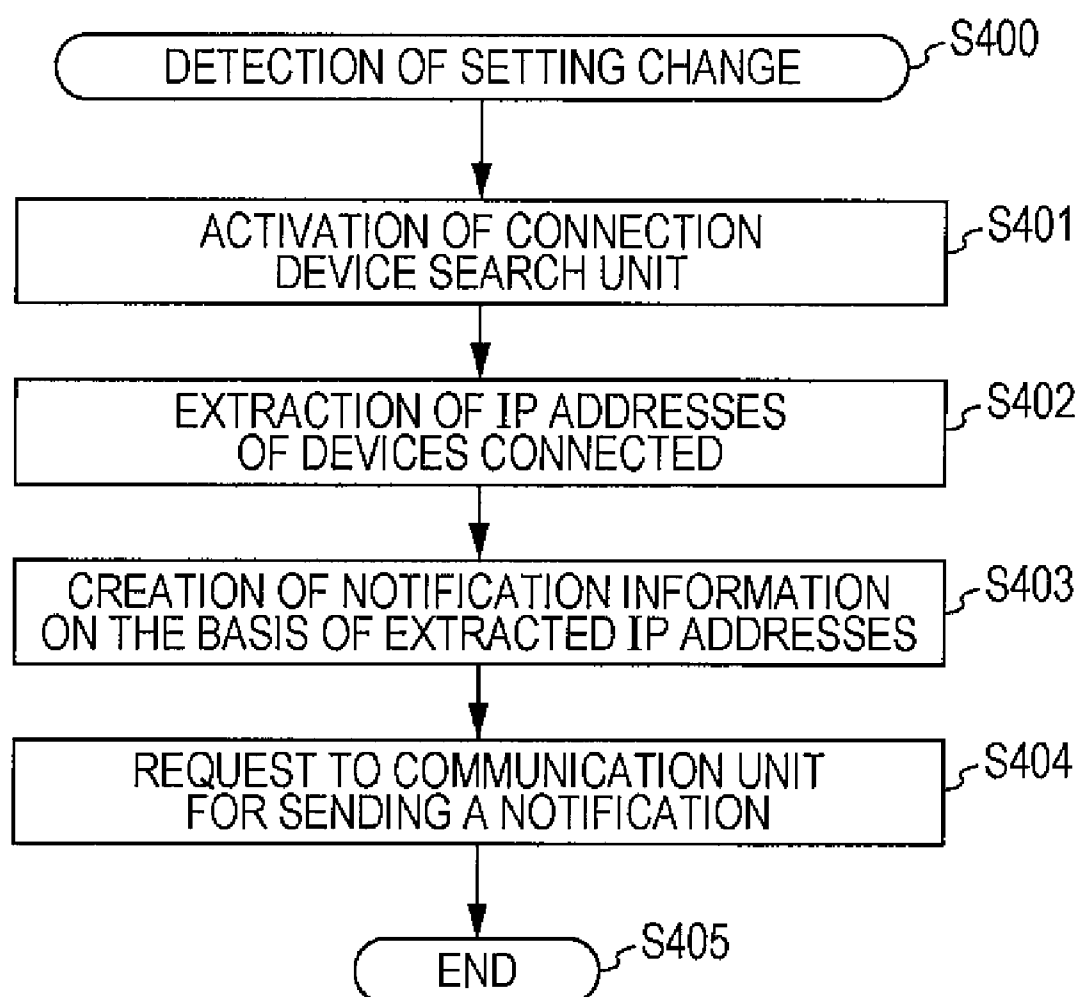 DETECTION OF SETTING CHANGE
S400
ACTIVATION OF CONNECTION
DEVICE SEARCH UNIT
S401
EXTRACTION OF IP ADDRESSES
OF DEVICES CONNECTED
S402
CREATION OF NOTIFICATION INFORMATION
ON THE BASIS OF EXTRACTED IP ADDRESSES
S403
REQUEST TO COMMUNICATION UNIT
FOR SENDING A NOTIFICATION
S404
END
S405